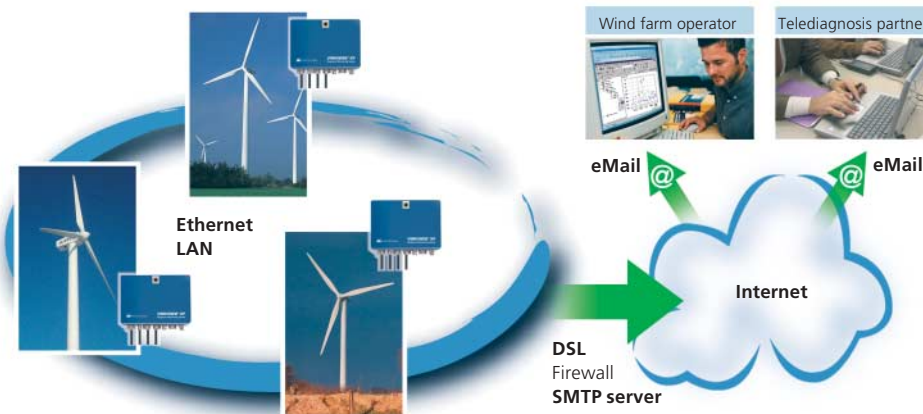 Wind farm operator
Telediagnosis partne
eMail
@
@
eMail
Ethernet
LAN
Internet
DSL
Firewall
SMTP server